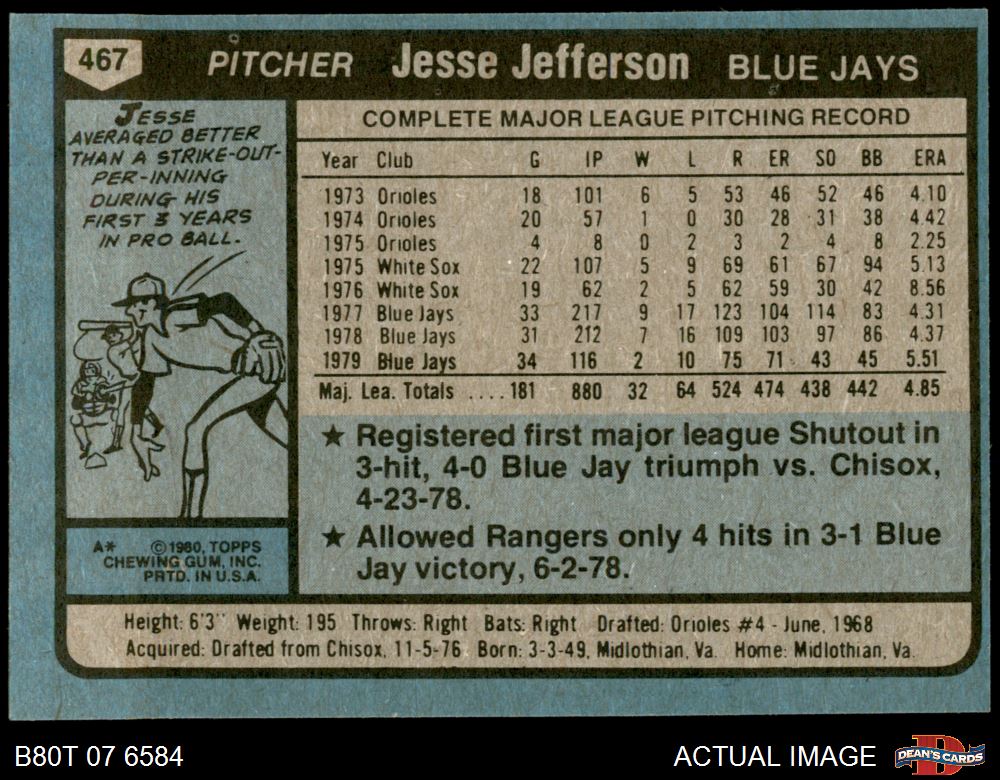 467 PITCHER Jesse Jefferson BLUE JAYS
JESSE
AVERAGED BETTER
THAN A STRIKE-OUT-
PER-INNING
DURING HIS
FIRST 3 YEARS
IN PRO BALL.
COMPLETE MAJOR LEAGUE PITCHING RECORD
Year Club G IP W L R ER SO BB ERA
1973 Orioles 18 101 6 5 53 46 52 46 4.10
1974 Orioles 20 57 1 0 30 28 31 38 4.42
1975 Orioles 4 8 0 2 3 2 4 8 2.25
1975 White Sox 22 107 5 9 69 61 67 94 5.13
1976 White Sox 19 62 2 5 62 59 30 42 8.56
1977 Blue Jays 33 217 9 17 123 104 114 83 4.31
1978 Blue Jays 31 212 7 16 109 103 97 86 4.37
1979 Blue Jays 34 116 2 10 75 71 43 45 5.51
Maj. Lea. Totals ....181 880 32 64 524 474 438 442 4.85
★ Registered first major league Shutout in
3-hit, 4-0 Blue Jay triumph vs. Chisox,
4-23-78.
★ Allowed Rangers only 4 hits in 3-1 Blue
Jay victory, 6-2-78.
A* © 1980, TOPPS
CHEWING GUM, INC.
PRTD. IN U.S.A.
Height: 6'3" Weight: 195 Throws: Right Bats: Right Drafted: Orioles #4 - June, 1968
Acquired: Drafted from Chisox, 11-5-76 Born: 3-3-49, Midlothian, Va. Home: Midlothian, Va.
B80T 07 6584 ACTUAL IMAGE DEAN'S CARDS